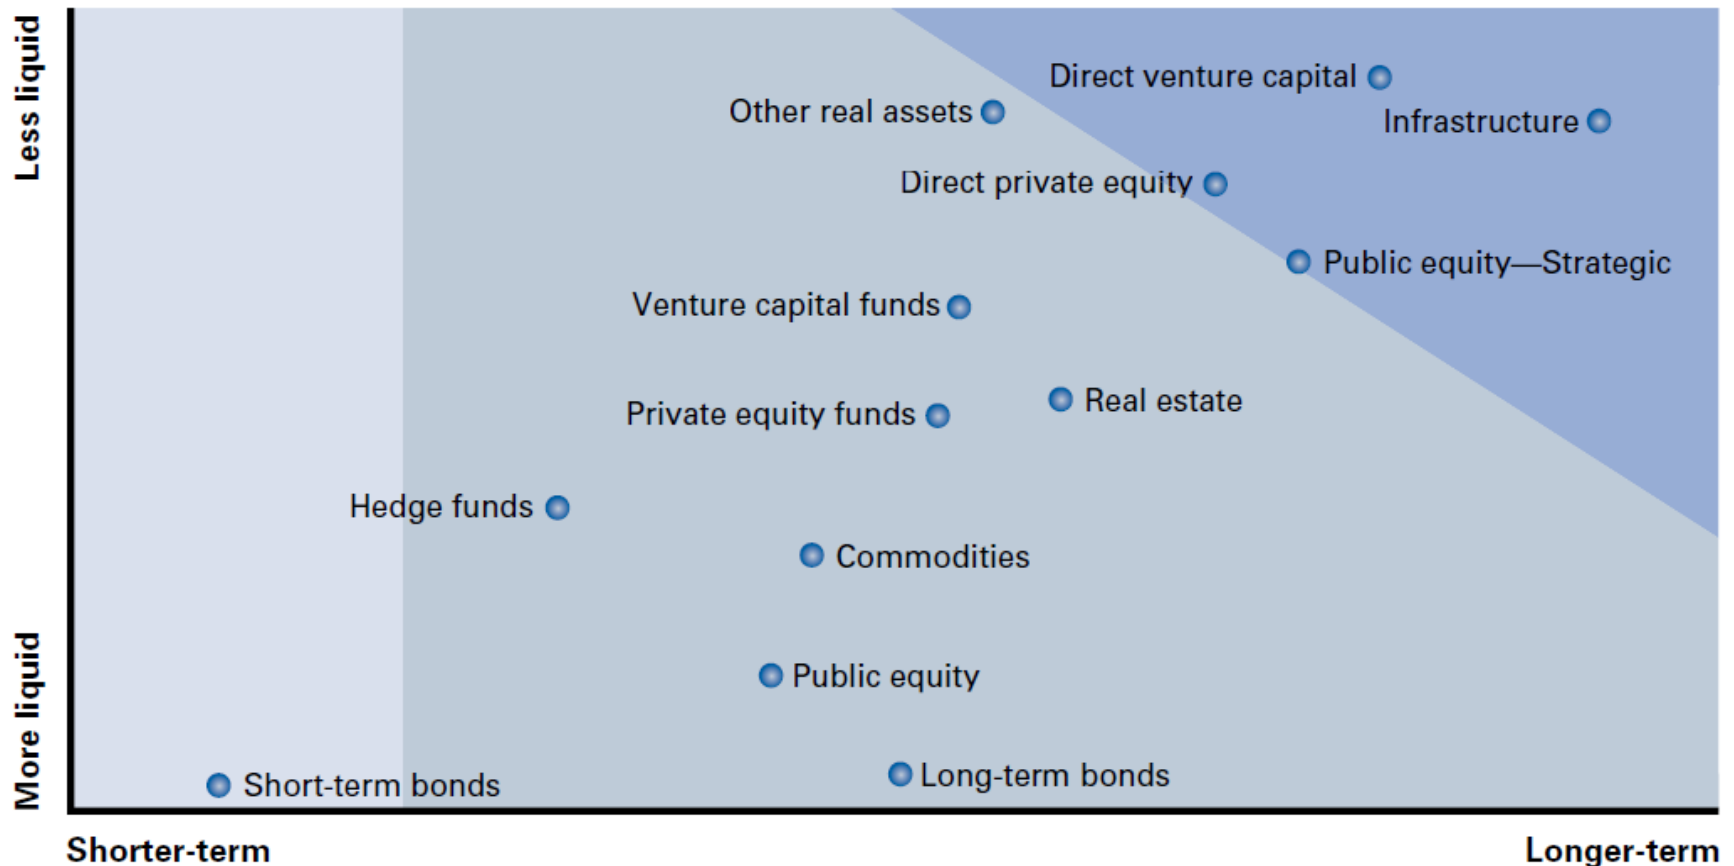 Less liquid
Direct venture capital
Other real assets
Infrastructure
Direct private equity
Public equity—Strategic
Venture capital funds
Real estate
Private equity funds
Hedge funds
Commodities
More liquid
Public equity
Long-term bonds
Short-term bonds
Shorter-term
Longer-term